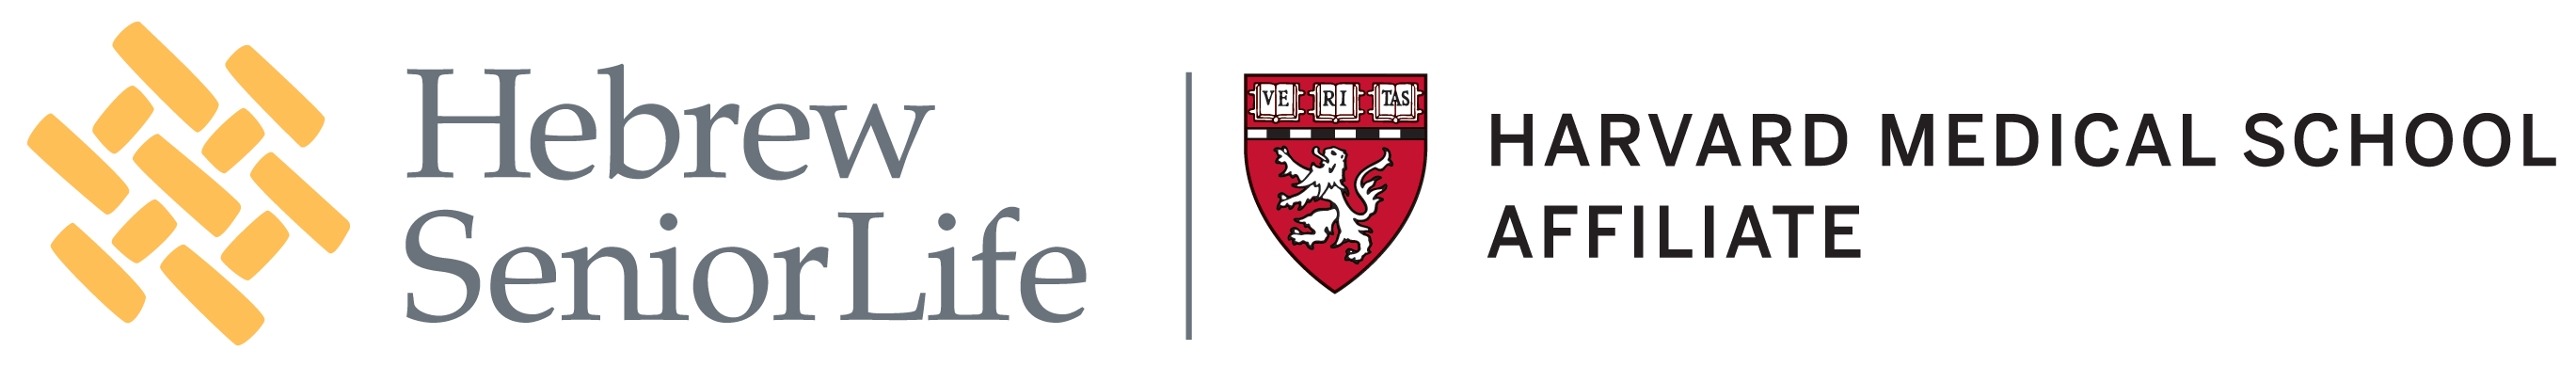 Hebrew
SeniorLife
VE RI TAS
HARVARD MEDICAL SCHOOL
AFFILIATE